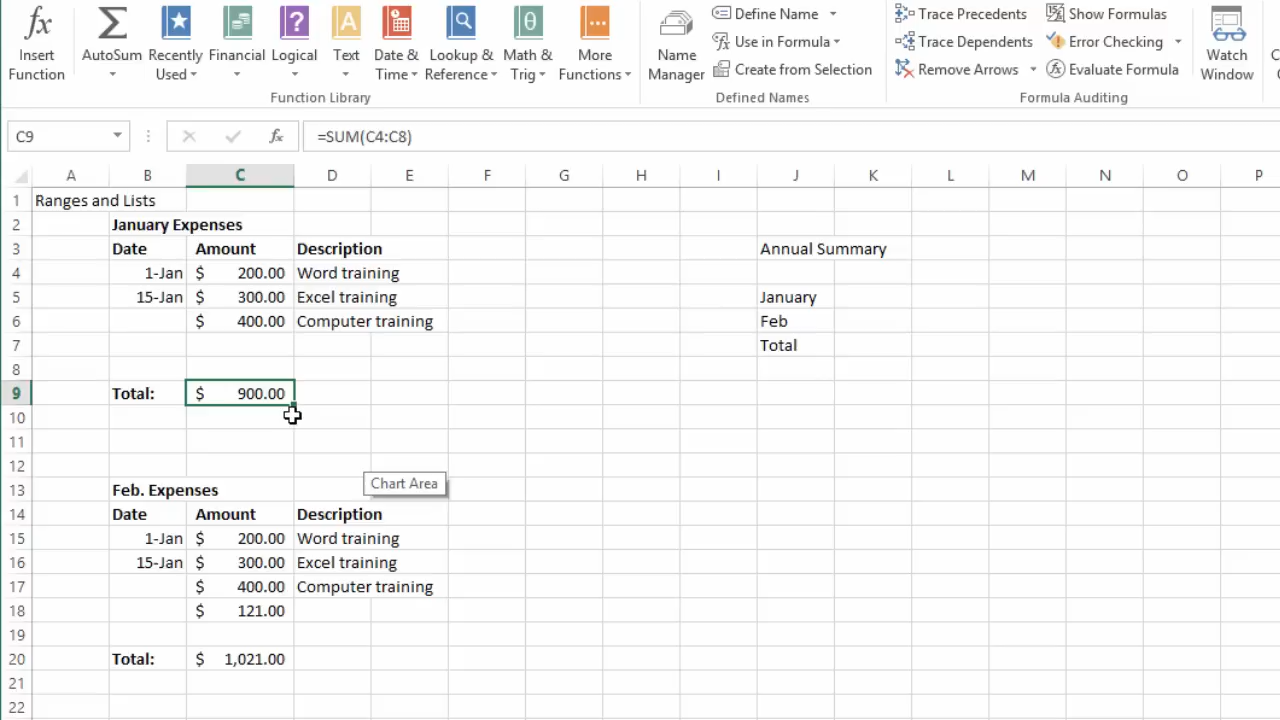 Insert Function
AutoSum
Recently Used
Financial
Logical
Text
Date & Time
Lookup & Reference
Math & Trig
More Functions
Function Library
Name Manager
Define Name
Use in Formula
Create from Selection
Defined Names
Trace Precedents
Trace Dependents
Remove Arrows
Show Formulas
Error Checking
Evaluate Formula
Formula Auditing
Watch Window
C9 fx =SUM(C4:C8)
A B C D E F G H I J K L M N O P
1 Ranges and Lists
2 January Expenses
3 Date Amount Description Annual Summary
4 1-Jan $ 200.00 Word training
5 15-Jan $ 300.00 Excel training January
6 $ 400.00 Computer training Feb
7 Total
8
9 Total: $ 900.00
10
11
12
Chart Area
13 Feb. Expenses
14 Date Amount Description
15 1-Jan $ 200.00 Word training
16 15-Jan $ 300.00 Excel training
17 $ 400.00 Computer training
18 $ 121.00
19
20 Total: $ 1,021.00
21
22